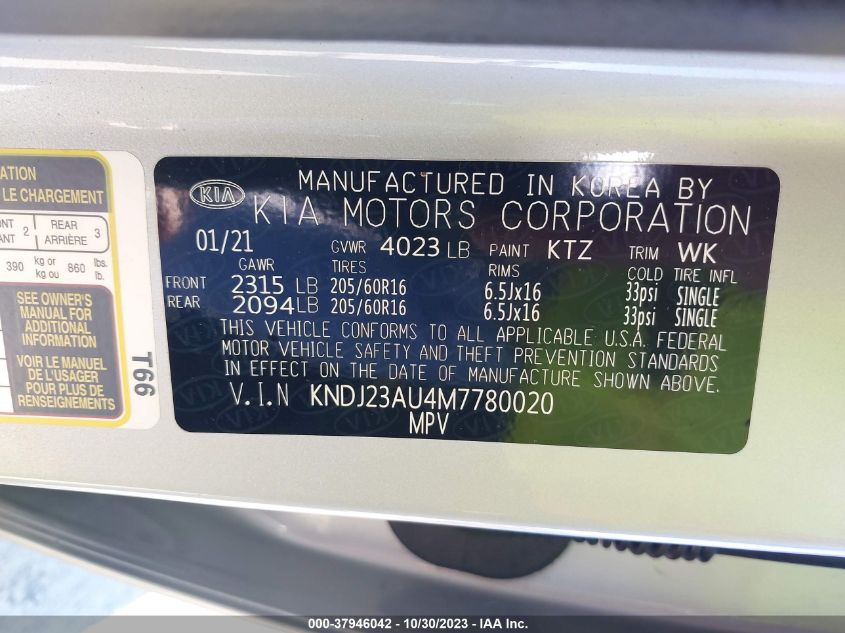 ATION
LE CHARGEMENT
NT 2 REAR 3
ANT ARRIÈRE
390 kg or 860 lbs.
kg ou lb.
SEE OWNER'S
MANUAL FOR
ADDITIONAL
INFORMATION
VOIR LE MANUEL
DE L'USAGER
POUR PLUS DE
RENSEIGNEMENTS
T66
KIA
MANUFACTURED IN KOREA BY
KIA MOTORS CORPORATION
01/21 GVWR 4023 LB PAINT KTZ TRIM WK
GAWR TIRES RIMS COLD TIRE INFL
FRONT 2315 LB 205/60R16 6.5Jx16 33psi SINGLE
REAR 2094 LB 205/60R16 6.5Jx16 33psi SINGLE
THIS VEHICLE CONFORMS TO ALL APPLICABLE U.S.A. FEDERAL
MOTOR VEHICLE SAFETY AND THEFT PREVENTION STANDARDS
IN EFFECT ON THE DATE OF MANUFACTURE SHOWN ABOVE.
V.I.N KNDJ23AU4M7780020
MPV
000-37946042 / 10/30/2023 - IAA Inc.